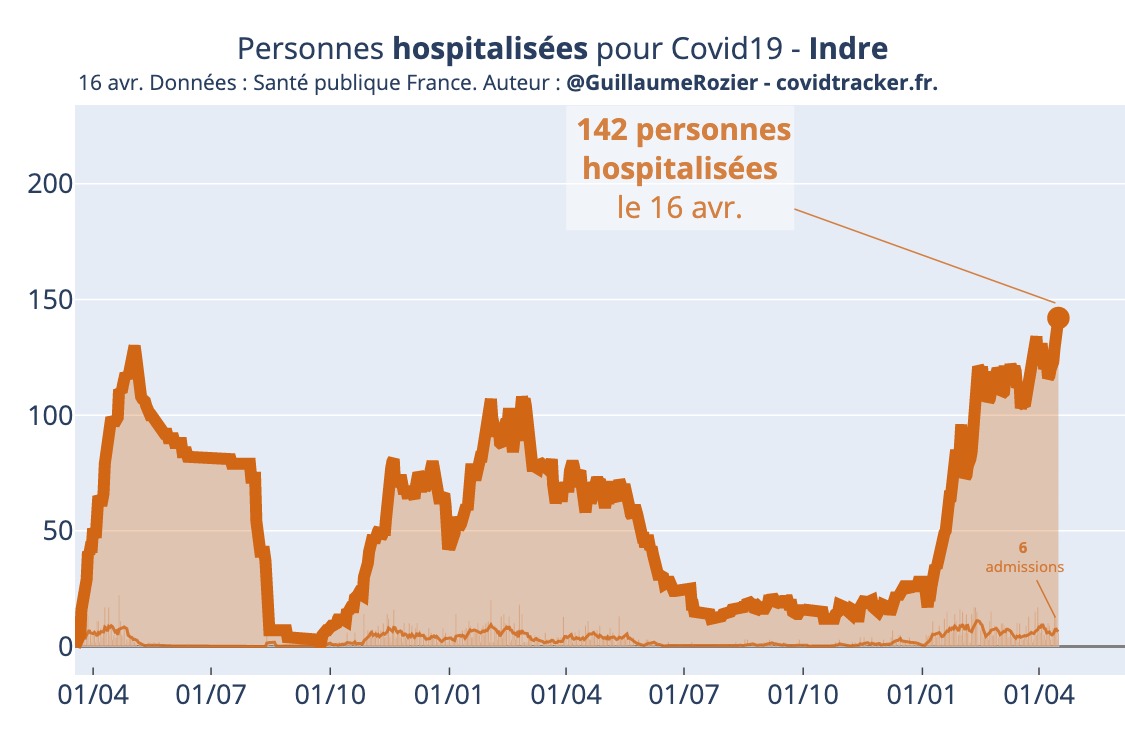 Personnes hospitalisées pour Covid19 - Indre
16 avr. Données : Santé publique France. Auteur : @GuillaumeRozier - covidtracker.fr.
142 personnes
hospitalisées
le 16 avr.
200
150
100
50
0
6
admissions
01/04 01/07 01/10 01/01 01/04 01/07 01/10 01/01 01/04